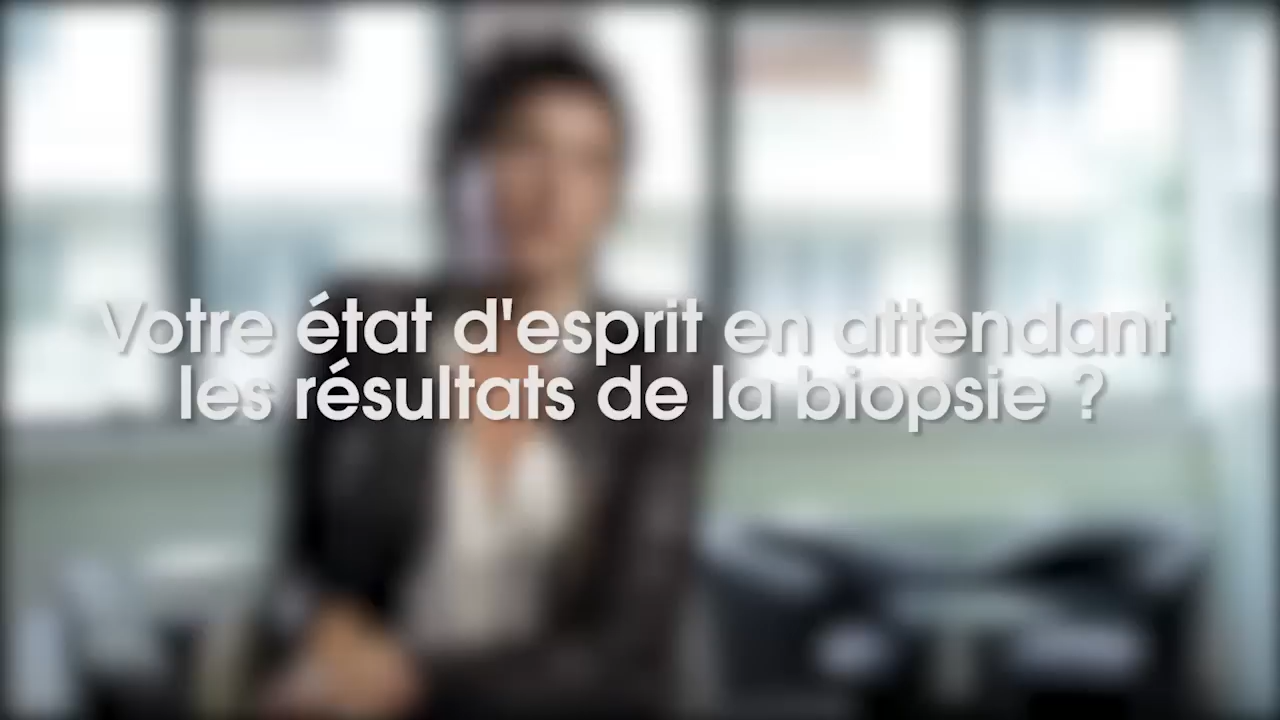 Votre état d'esprit en attendant
les résultats de la biopsie ?